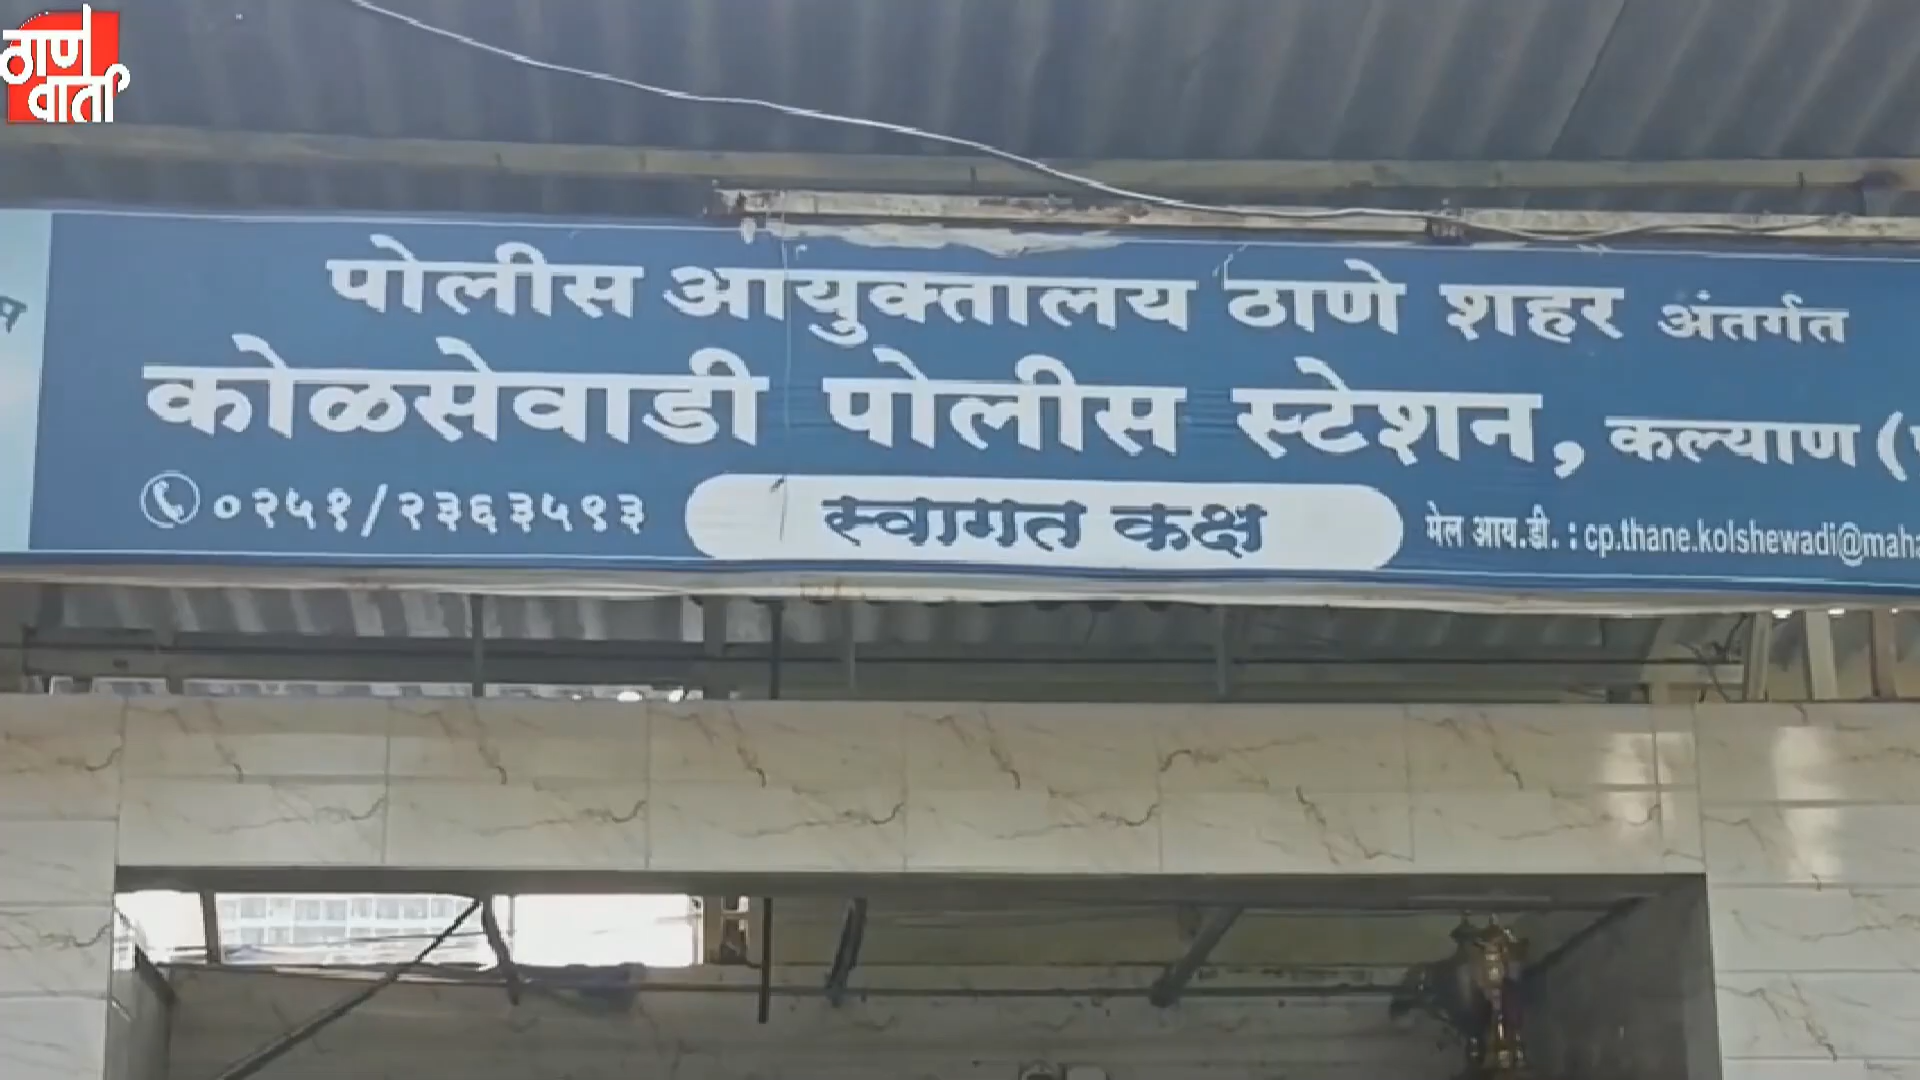 ठाणे
वार्ता
पोलीस आयुक्तालय ठाणे शहर अंतर्गत
कोळसेवाडी पोलीस स्टेशन, कल्याण (
०२५१/२३६३५९३
स्वागत कक्ष
मेल आय.डी. : cp.thane.kolshewadi@maha